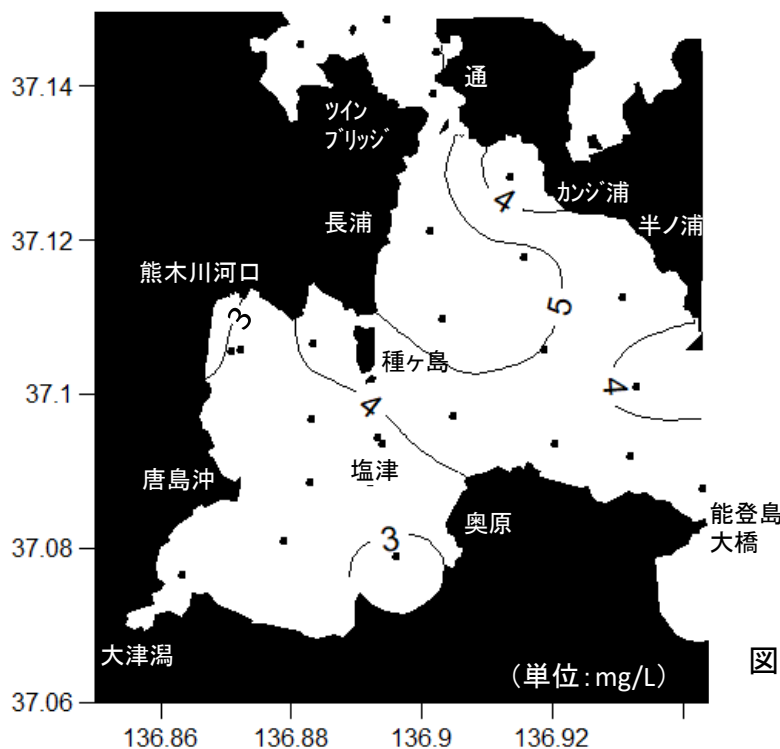 37.14
37.12
37.1
37.08
37.06
136.86
136.88
136.9
136.92
通
ツイン
ブリッジ
カンジ浦
長浦
半ノ浦
熊木川河口
種ヶ島
塩津
唐島沖
奥原
能登島
大橋
大津潟
3
4
5
4
4
3
（単位：mg/L）
図